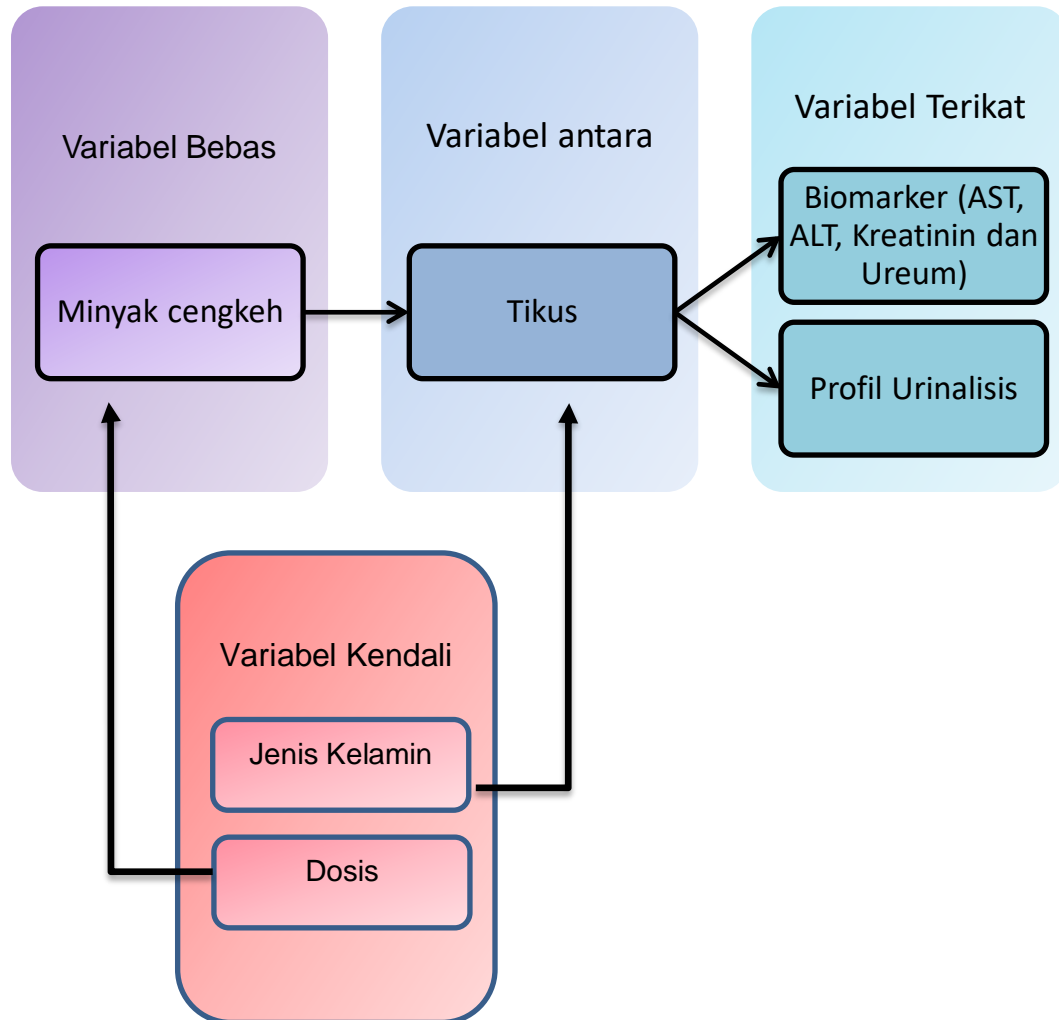 Variabel Bebas
Minyak cengkeh
Variabel antara
Tikus
Variabel Terikat
Biomarker (AST,
ALT, Kreatinin dan
Ureum)
Profil Urinalisis
Variabel Kendali
Jenis Kelamin
Dosis